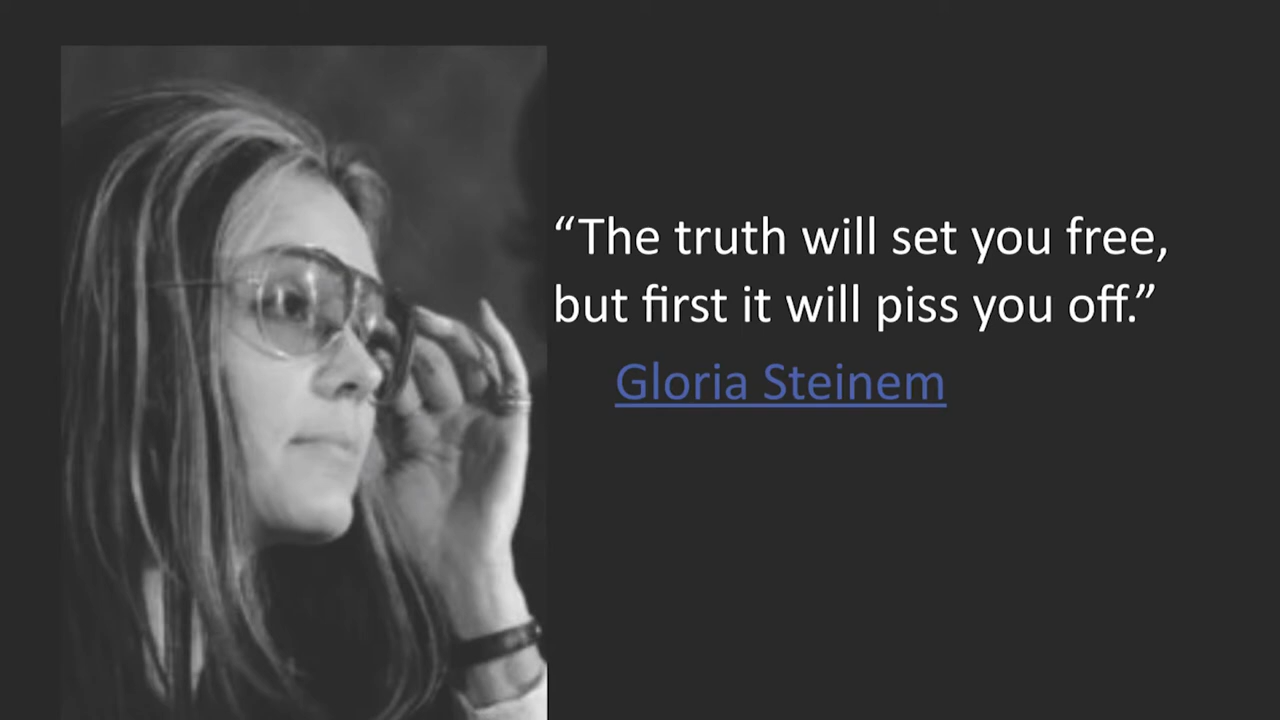 “The truth will set you free,
but first it will piss you off.”
Gloria Steinem